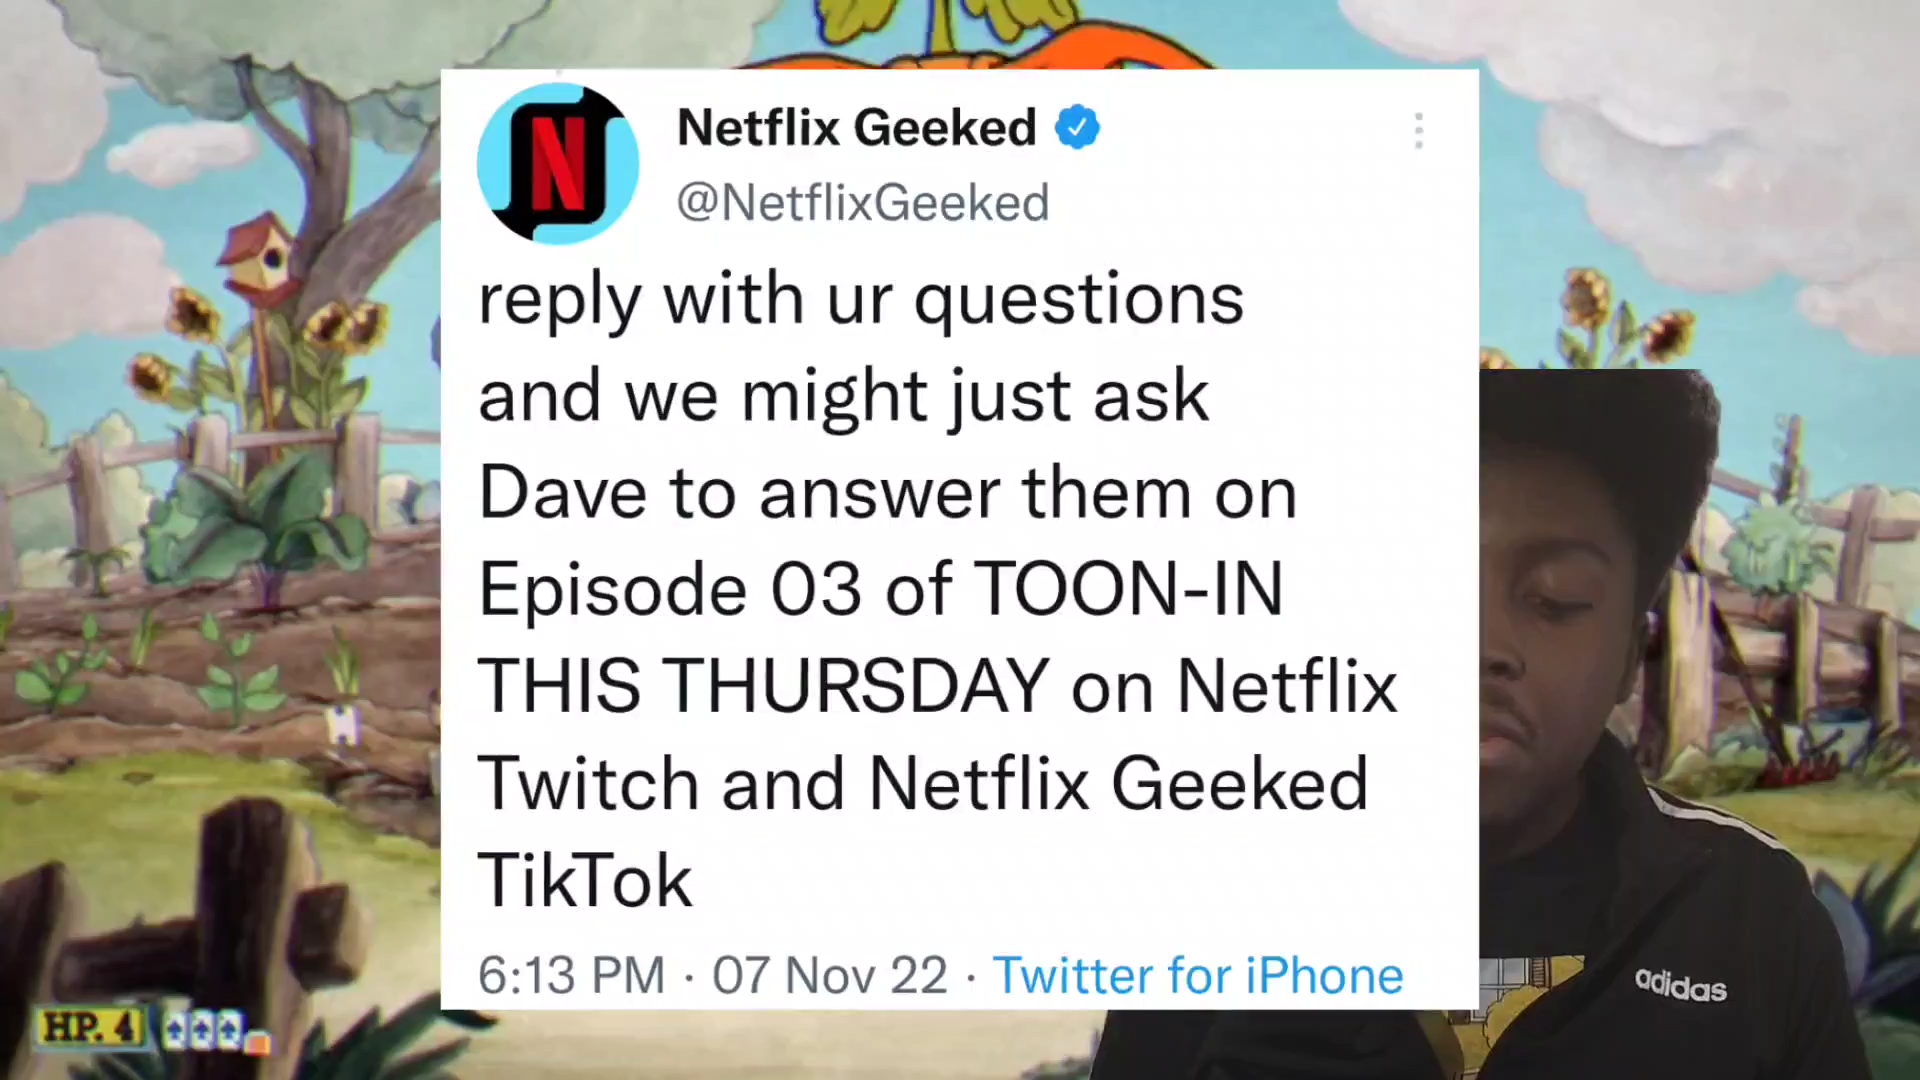 Netflix Geeked
@NetflixGeeked
reply with ur questions
and we might just ask
Dave to answer them on
Episode 03 of TOON-IN
THIS THURSDAY on Netflix
Twitch and Netflix Geeked
TikTok
6:13 PM · 07 Nov 22 · Twitter for iPhone
adidas
HP. 4